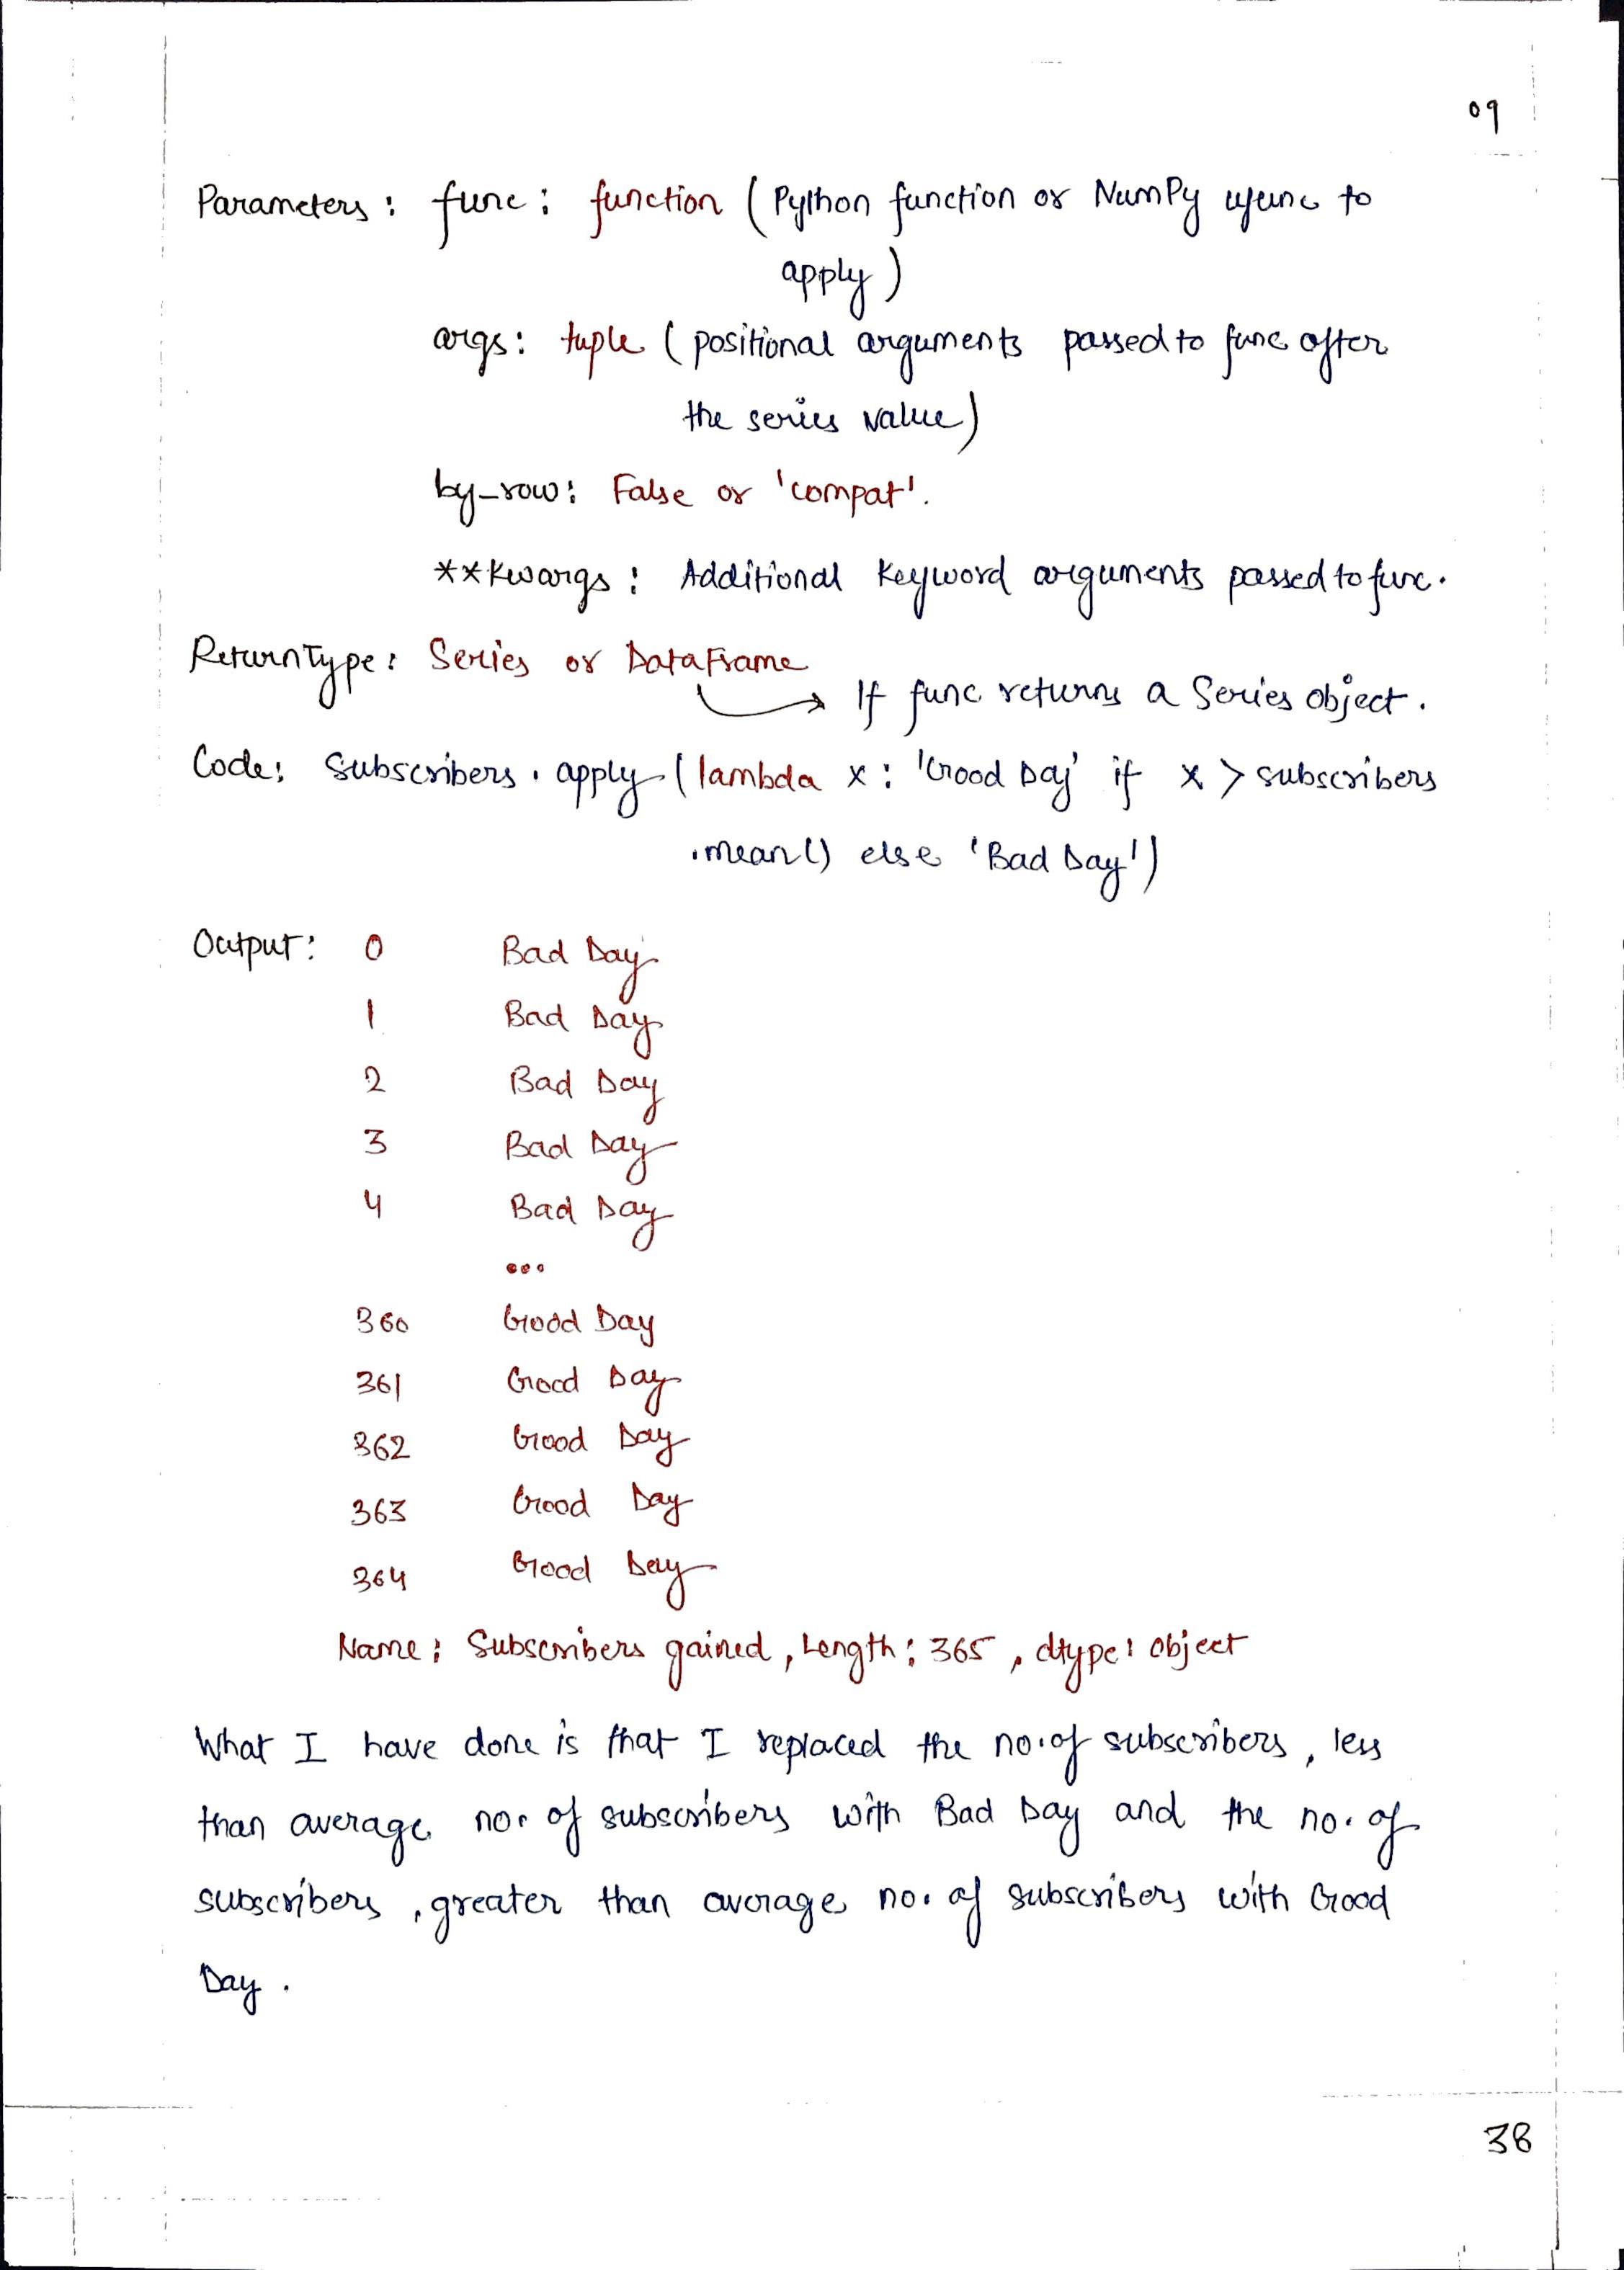 09
Parameters : func : function ( Python function or NumPy ufunc to
apply )
args : tuple ( positional arguments passed to func after
the series value )
by_row : False or 'compat'.
**kwargs : Additional keyword arguments passed to func.
Return Type : Series or DataFrame
If func returns a Series object.
Code : subscribers . apply ( lambda x : 'Good Day' if x > subscribers
.mean() else 'Bad Day' )
Output : 0 Bad Day
1 Bad Day
2 Bad Day
3 Bad Day
4 Bad Day
...
360 Good Day
361 Good Day
362 Good Day
363 Good Day
364 Good Day
Name : Subscribers gained , Length : 365 , dtype : object
What I have done is that I replaced the no. of subscribers , less
than average no. of subscribers with Bad Day and the no. of
subscribers , greater than average no. of subscribers with Good
Day .
38